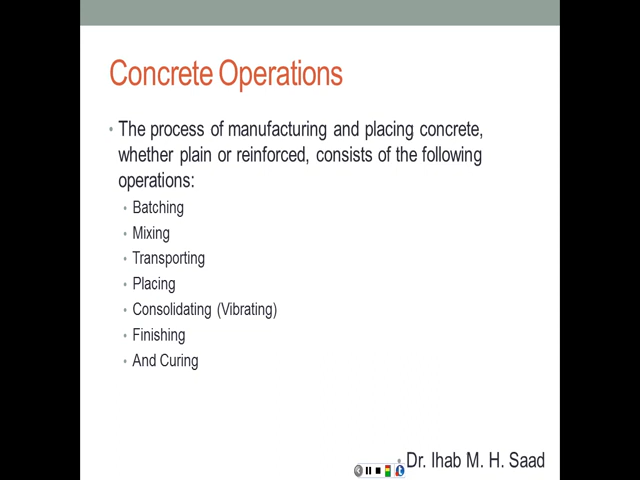 Concrete Operations
• The process of manufacturing and placing concrete,
whether plain or reinforced, consists of the following
operations:
• Batching
• Mixing
• Transporting
• Placing
• Consolidating (Vibrating)
• Finishing
• And Curing
• Dr. Ihab M. H. Saad